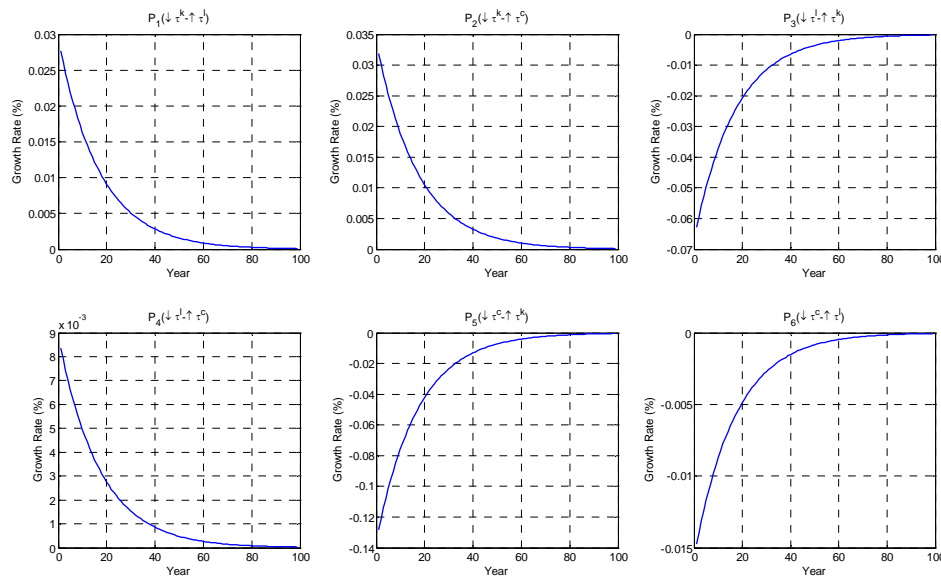 P1(↓ τk-↑ τl)
0.03
0.025
0.02
0.015
0.01
0.005
0
Growth Rate (%)
0 20 40 60 80 100
Year
P2(↓ τk-↑ τc)
0.035
0.03
0.025
0.02
0.015
0.01
0.005
0
Growth Rate (%)
0 20 40 60 80 100
Year
P3(↓ τl-↑ τk)
0
-0.01
-0.02
-0.03
-0.04
-0.05
-0.06
-0.07
Growth Rate (%)
0 20 40 60 80 100
Year
P4(↓ τl-↑ τc)
x 10-3
9
8
7
6
5
4
3
2
1
0
Growth Rate (%)
0 20 40 60 80 100
Year
P5(↓ τc-↑ τk)
0
-0.02
-0.04
-0.06
-0.08
-0.1
-0.12
-0.14
Growth Rate (%)
0 20 40 60 80 100
Year
P6(↓ τc-↑ τl)
0
-0.005
-0.01
-0.015
Growth Rate (%)
0 20 40 60 80 100
Year